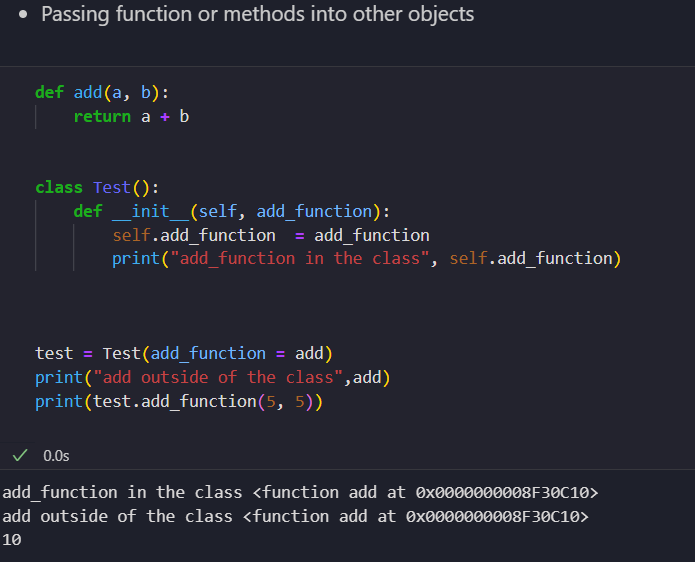 • Passing function or methods into other objects
def add(a, b):
    return a + b
class Test():
    def __init__(self, add_function):
        self.add_function  = add_function
        print("add_function in the class", self.add_function)
test = Test(add_function = add)
print("add outside of the class",add)
print(test.add_function(5, 5))
✓ 0.0s
add_function in the class <function add at 0x0000000008F30C10>
add outside of the class <function add at 0x0000000008F30C10>
10